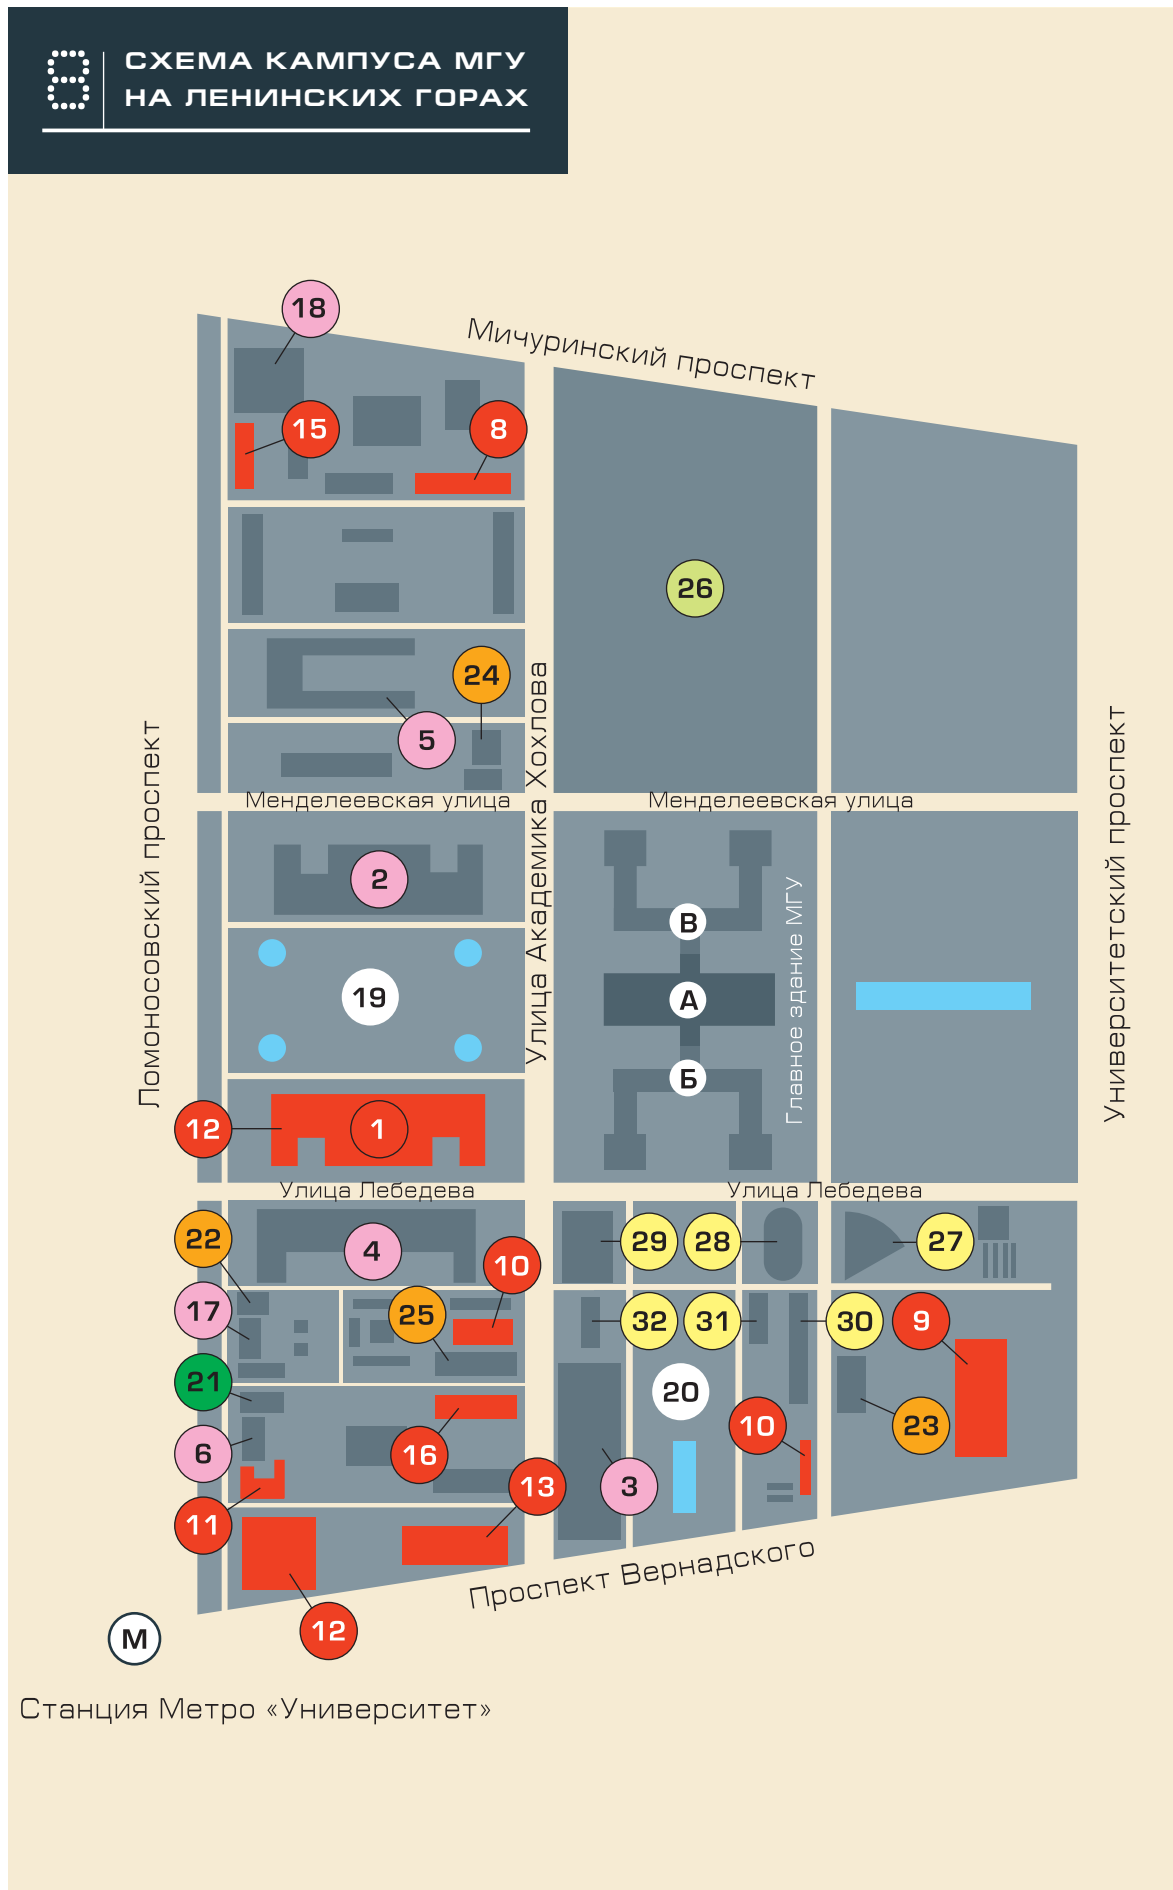 8
СХЕМА КАМПУСА МГУ
НА ЛЕНИНСКИХ ГОРАХ
18
Мичуринский проспект
15
8
26
24
5
Ломоносовский проспект
Улица Академика Хохлова
Университетский проспект
Менделеевская улица
Менделеевская улица
2
В
19
А
Главное здание МГУ
Б
12
1
Улица Лебедева
Улица Лебедева
22
4
29
28
27
10
17
25
32
31
30
9
21
20
6
16
10
23
3
13
11
Проспект Вернадского
12
М
Станция Метро «Университет»